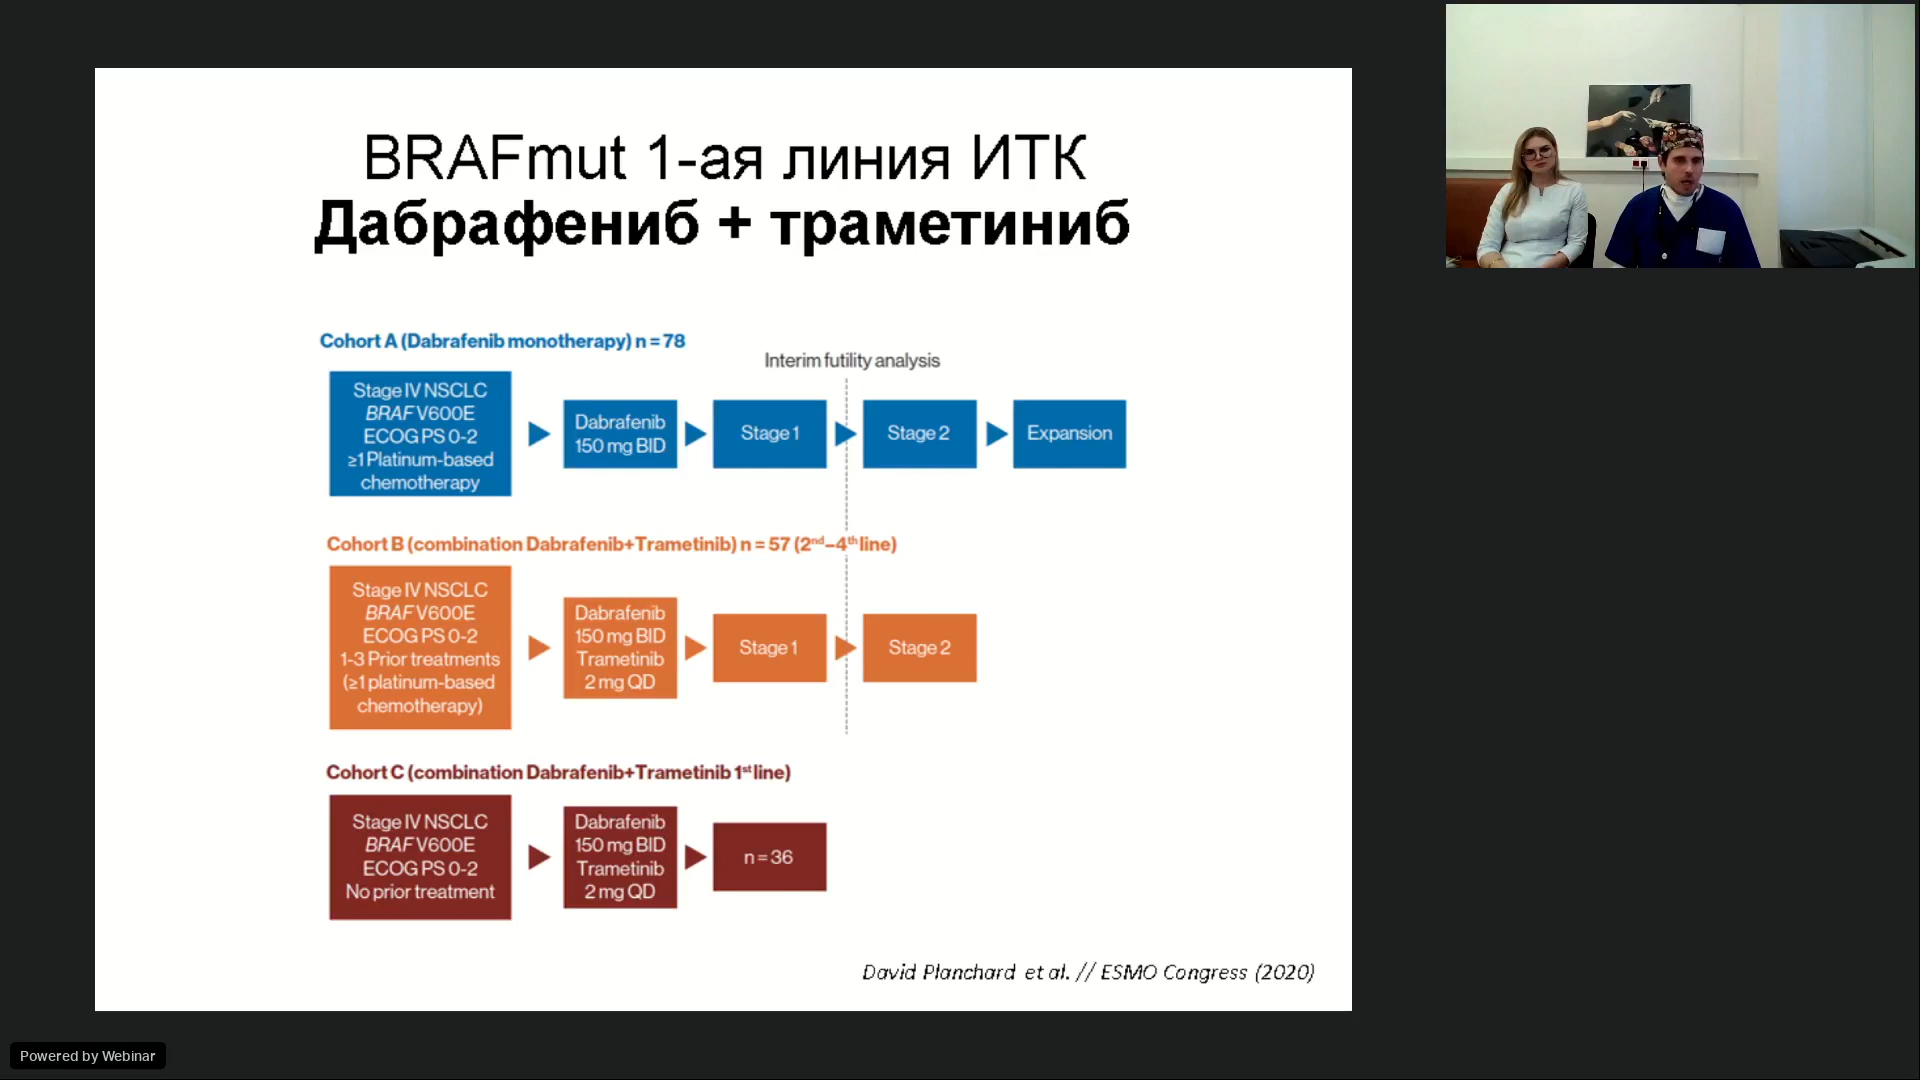 BRAFmut 1-ая линия ИТК
Дабрафениб + траметиниб
Cohort A (Dabrafenib monotherapy) n = 78
Interim futility analysis
Stage IV NSCLC
BRAF V600E
ECOG PS 0-2
≥1 Platinum-based
chemotherapy
Dabrafenib
150 mg BID
Stage 1
Stage 2
Expansion
Cohort B (combination Dabrafenib+Trametinib) n = 57 (2nd–4th line)
Stage IV NSCLC
BRAF V600E
ECOG PS 0-2
1-3 Prior treatments
(≥1 platinum-based
chemotherapy)
Dabrafenib
150 mg BID
Trametinib
2 mg QD
Stage 1
Stage 2
Cohort C (combination Dabrafenib+Trametinib 1st line)
Stage IV NSCLC
BRAF V600E
ECOG PS 0-2
No prior treatment
Dabrafenib
150 mg BID
Trametinib
2 mg QD
n = 36
David Planchard et al. // ESMO Congress (2020)
Powered by Webinar